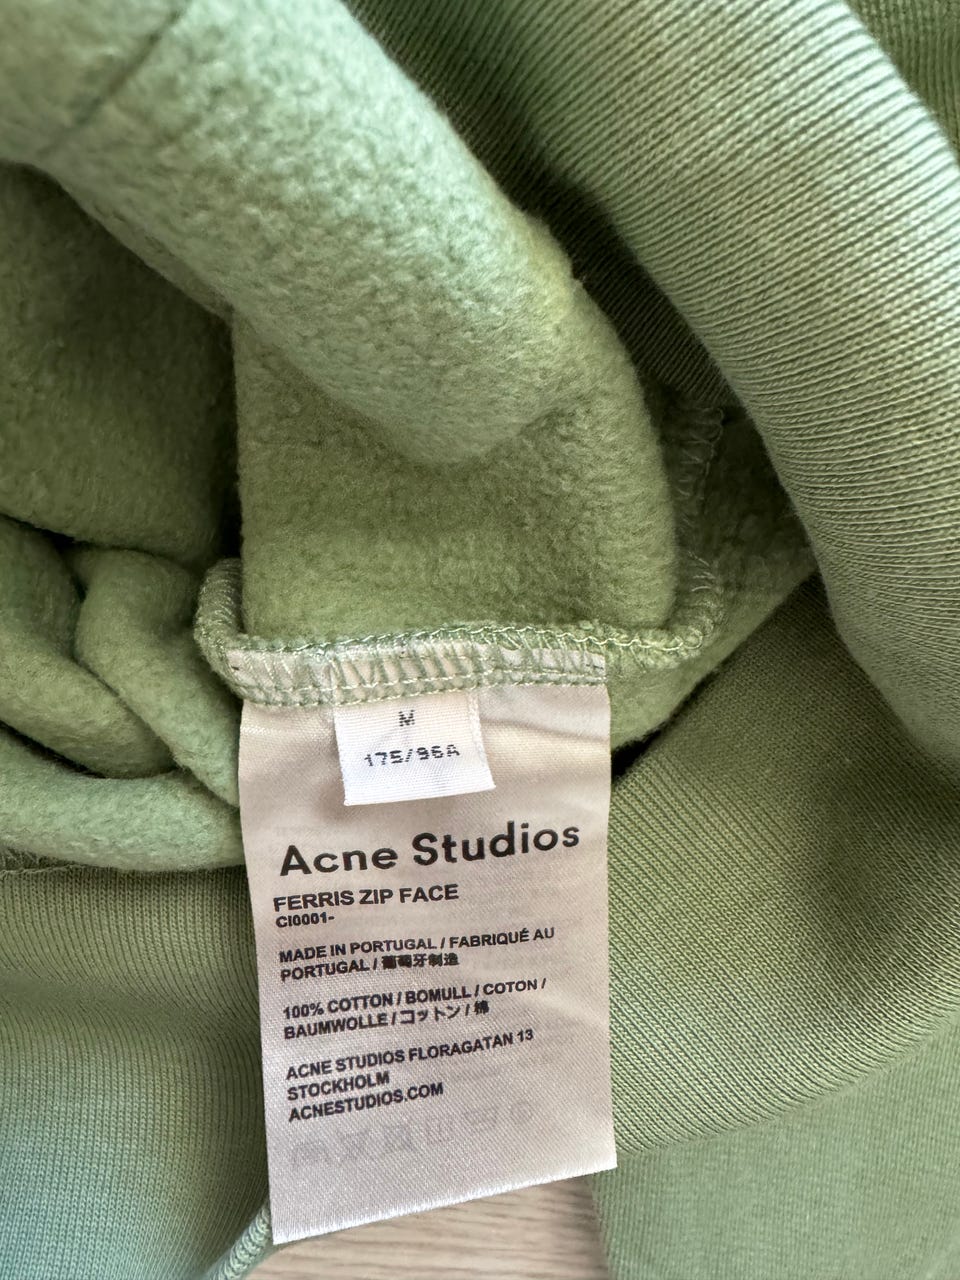 M
175/96A
Acne Studios
FERRIS ZIP FACE
CI0001-
MADE IN PORTUGAL / FABRIQUÉ AU
PORTUGAL / 葡萄牙制造
100% COTTON / BOMULL / COTON /
BAUMWOLLE / コットン / 棉
ACNE STUDIOS FLORAGATAN 13
STOCKHOLM
ACNESTUDIOS.COM